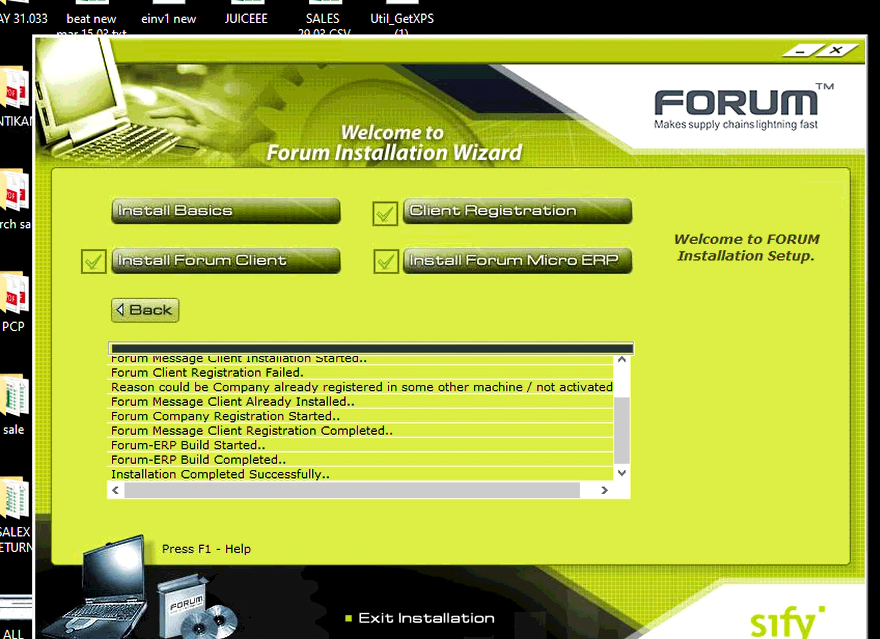 AY 31.033
beat new
mar 15.03.txt
einv1 new
JUICEEE
SALES
29.03 CSV
Util_GetXPS
(1)
Welcome to
Forum Installation Wizard
FORUM™
Makes supply chains lightning fast
Install Basics
Client Registration
Install Forum Client
Install Forum Micro ERP
Welcome to FORUM
Installation Setup.
Back
Forum Message Client Installation Started..
Forum Client Registration Failed.
Reason could be Company already registered in some other machine / not activated
Forum Message Client Already Installed..
Forum Company Registration Started..
Forum Message Client Registration Completed..
Forum-ERP Build Started..
Forum-ERP Build Completed..
Installation Completed Successfully..
Press F1 - Help
FORUM
Exit Installation
sify
NTIKA
rch sa
PCP
sale
SALEX
ETURN
ALL